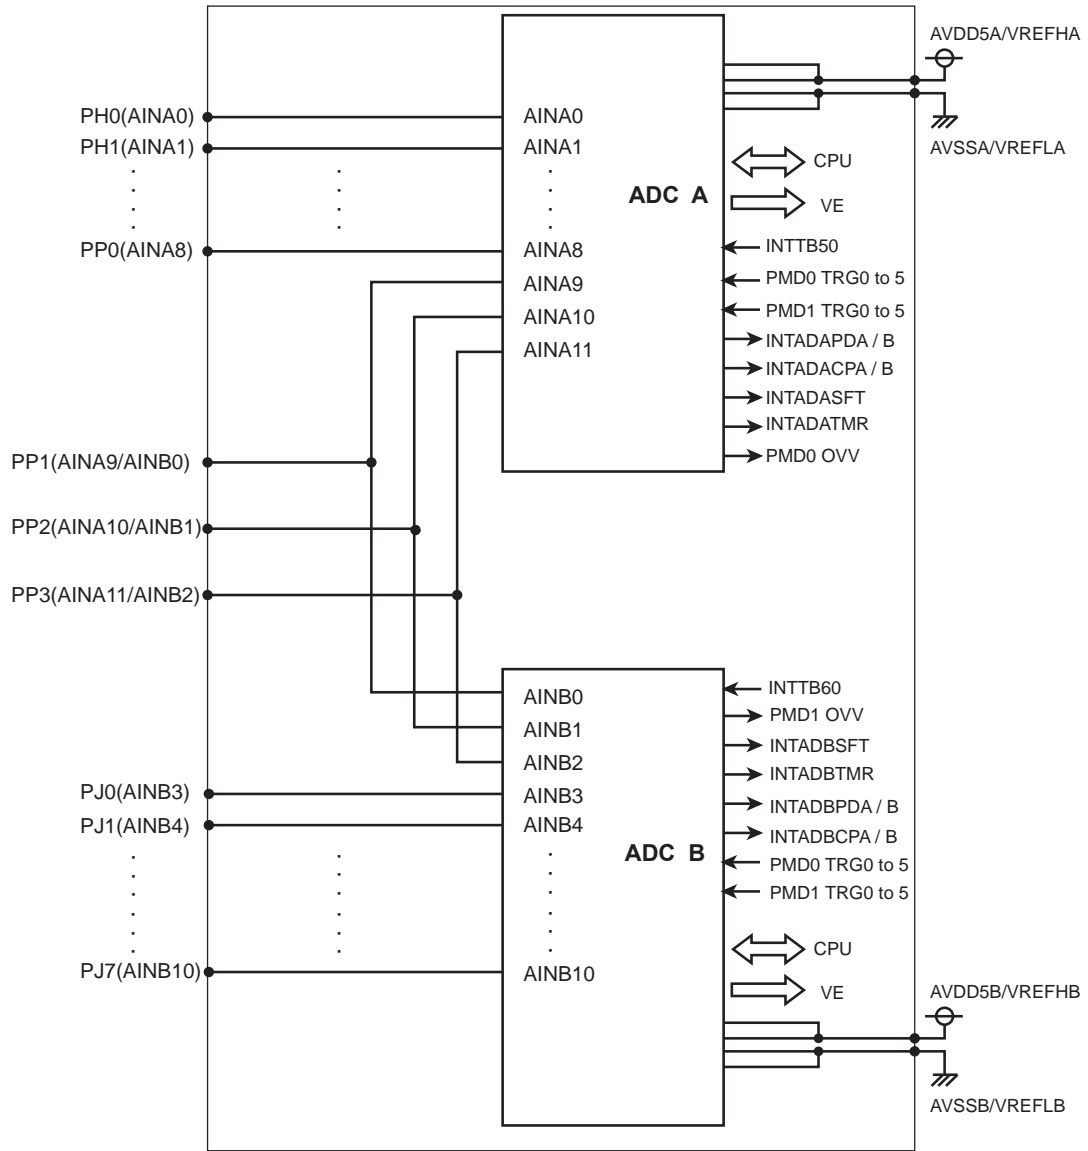 AVDD5A/VREFHA
PH0(AINA0)
AINA0
PH1(AINA1)
AINA1
AVSSA/VREFLA
CPU
ADC A
VE
PP0(AINA8)
AINA8
INTTB50
AINA9
PMD0 TRG0 to 5
AINA10
PMD1 TRG0 to 5
AINA11
INTADAPDA / B
INTADACPA / B
INTADASFT
INTADATMR
PMD0 OVV
PP1(AINA9/AINB0)
PP2(AINA10/AINB1)
PP3(AINA11/AINB2)
AINB0
INTTB60
AINB1
PMD1 OVV
AINB2
INTADBSFT
INTADBTMR
PJ0(AINB3)
AINB3
INTADBPDA / B
PJ1(AINB4)
AINB4
INTADBCPA / B
ADC B
PMD0 TRG0 to 5
PMD1 TRG0 to 5
CPU
PJ7(AINB10)
AINB10
VE
AVDD5B/VREFHB
AVSSB/VREFLB